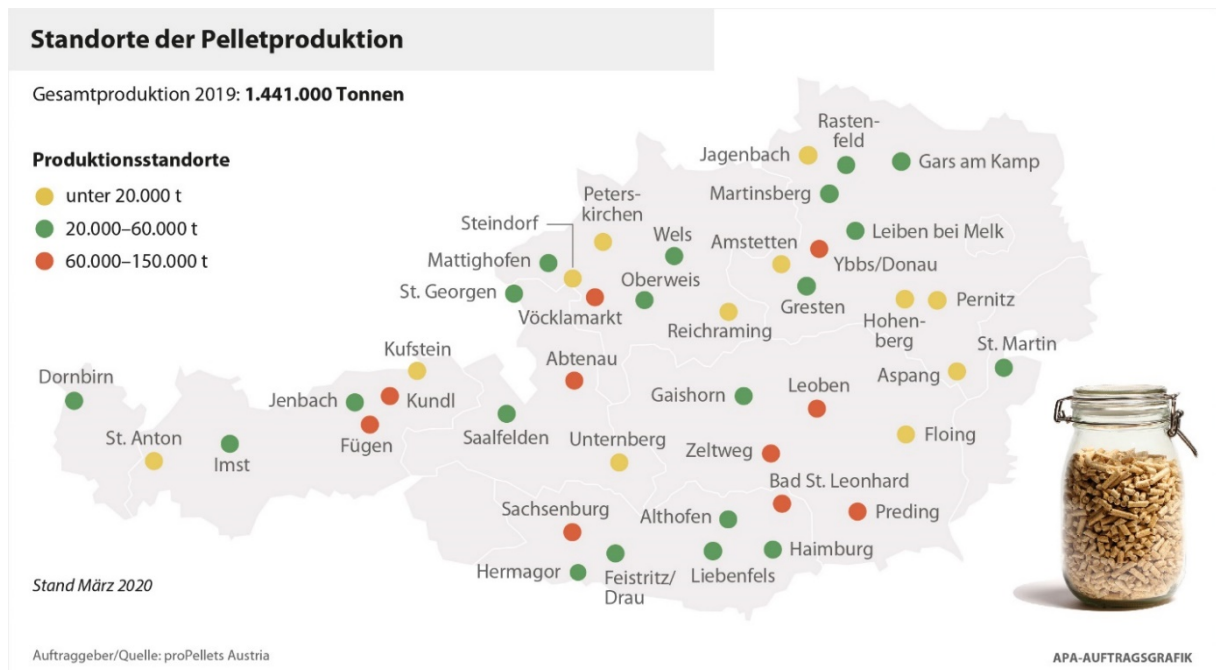 Standorte der Pelletproduktion
Gesamtproduktion 2019: 1.441.000 Tonnen
Produktionsstandorte
unter 20.000 t
20.000–60.000 t
60.000–150.000 t
Rasten-
feld
Jagenbach
Gars am Kamp
Martinsberg
Peters-
kirchen
Steindorf
Wels
Amstetten
Leiben bei Melk
Mattighofen
Oberweis
Ybbs/Donau
St. Georgen
Vöcklamarkt
Reichraming
Gresten
Hohen-
berg
Pernitz
Kufstein
Abtenau
St. Martin
Dornbirn
Aspang
Jenbach
Kundl
Gaishorn
Leoben
St. Anton
Imst
Fügen
Saalfelden
Unternberg
Zeltweg
Floing
Bad St. Leonhard
Sachsenburg
Althofen
Preding
Hermagor
Feistritz/
Drau
Liebenfels
Haimburg
Stand März 2020
Auftraggeber/Quelle: proPellets Austria
APA-AUFTRAGSGRAFIK